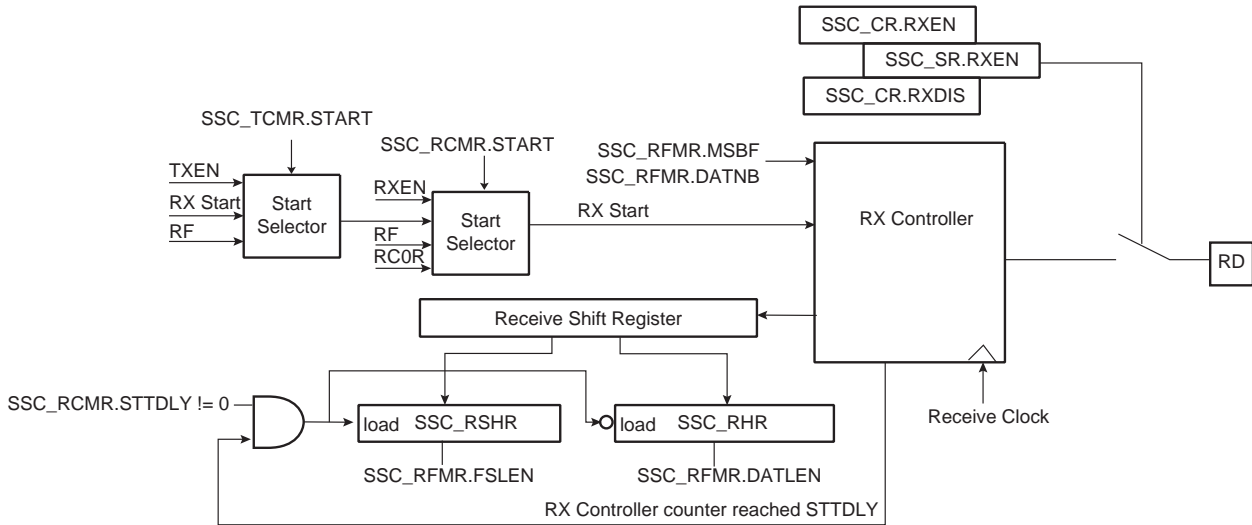 SSC_CR.RXEN
SSC_SR.RXEN
SSC_CR.RXDIS
SSC_TCMR.START
SSC_RCMR.START
SSC_RFMR.MSBF
SSC_RFMR.DATNB
TXEN
RX Start
RF
Start
Selector
RXEN
RF
RC0R
Start
Selector
RX Start
RX Controller
RD
Receive Shift Register
SSC_RCMR.STTDLY != 0
load SSC_RSHR
load SSC_RHR
Receive Clock
SSC_RFMR.FSLEN
SSC_RFMR.DATLEN
RX Controller counter reached STTDLY